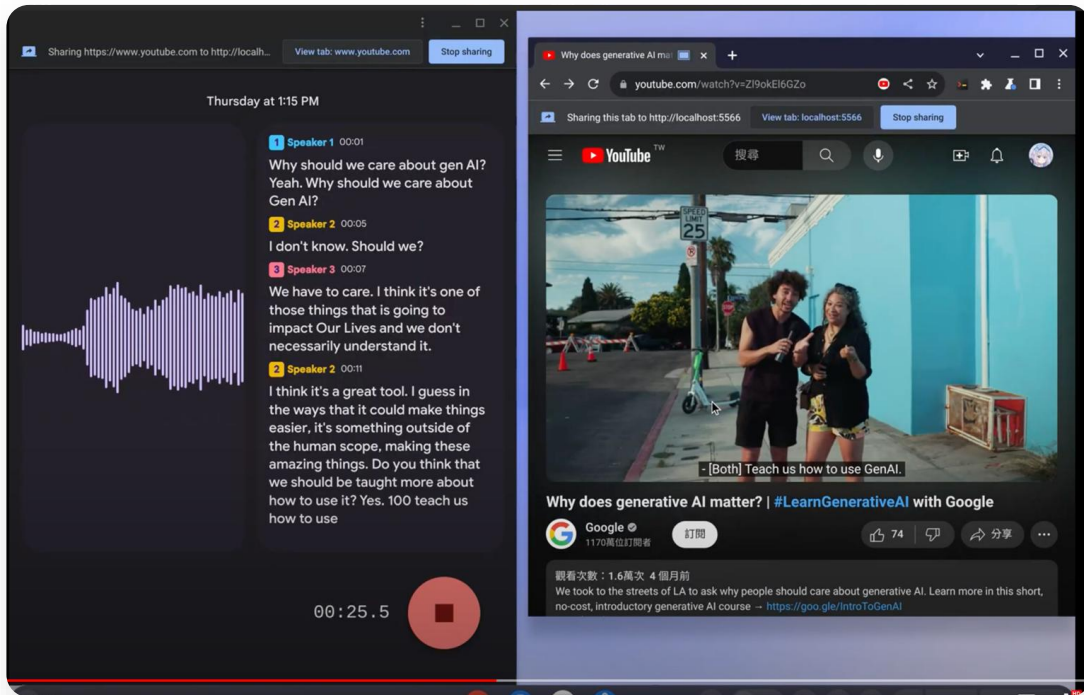 Sharing https://www.youtube.com to http://localh...
View tab: www.youtube.com
Stop sharing
Thursday at 1:15 PM
1 Speaker 1 00:01
Why should we care about gen AI?
Yeah. Why should we care about
Gen AI?
2 Speaker 2 00:05
I don't know. Should we?
3 Speaker 3 00:07
We have to care. I think it's one of
those things that is going to
impact Our Lives and we don't
necessarily understand it.
2 Speaker 2 00:11
I think it's a great tool. I guess in
the ways that it could make things
easier, it's something outside of
the human scope, making these
amazing things. Do you think that
we should be taught more about
how to use it? Yes. 100 teach us
how to use
00:25.5
Why does generative AI ma
youtube.com/watch?v=ZI9okEl6GZo
Sharing this tab to http://localhost:5566
View tab: localhost:5566
Stop sharing
YouTube TW
搜尋
SPEED
LIMIT
25
- [Both] Teach us how to use GenAI.
Why does generative AI matter? | #LearnGenerativeAI with Google
Google
1170萬位訂閱者
訂閱
74
分享
觀看次數：1.6萬次 4 個月前
We took to the streets of LA to ask why people should care about generative AI. Learn more in this short,
no-cost, introductory generative AI course → https://goo.gle/IntroToGenAI